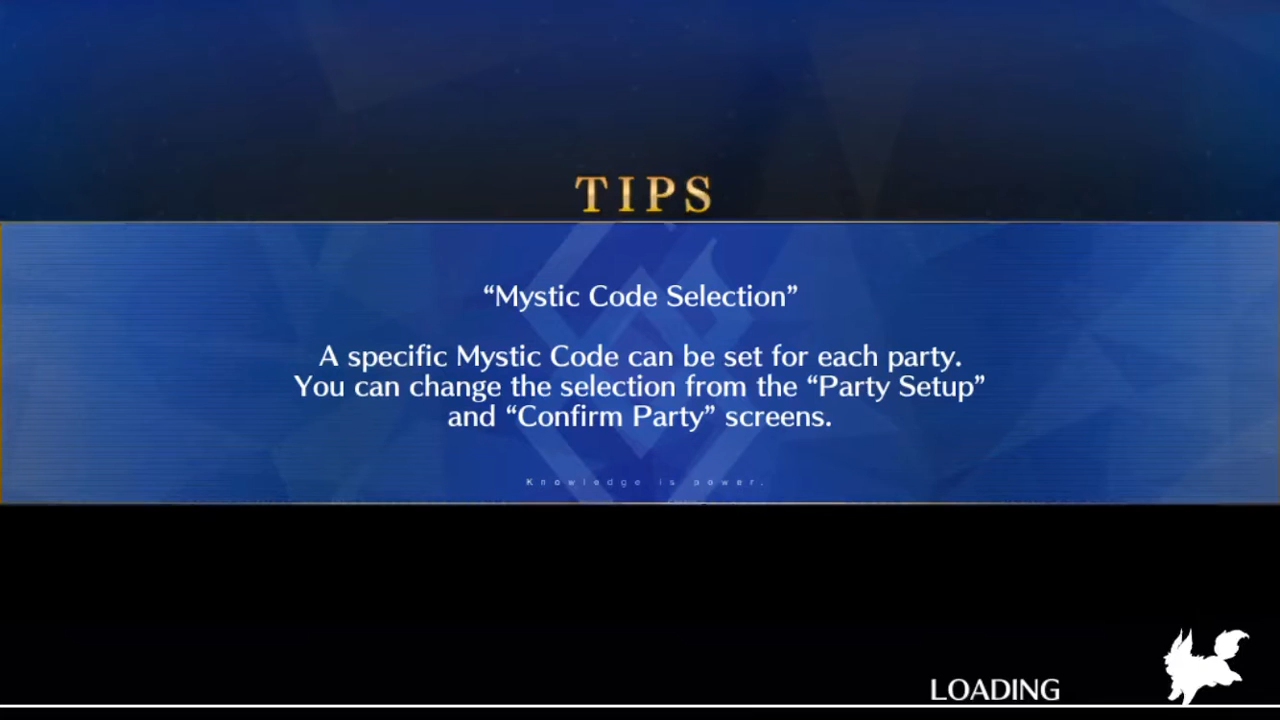 TIPS
“Mystic Code Selection”
A specific Mystic Code can be set for each party.
You can change the selection from the “Party Setup”
and “Confirm Party” screens.
Knowledge is power.
LOADING